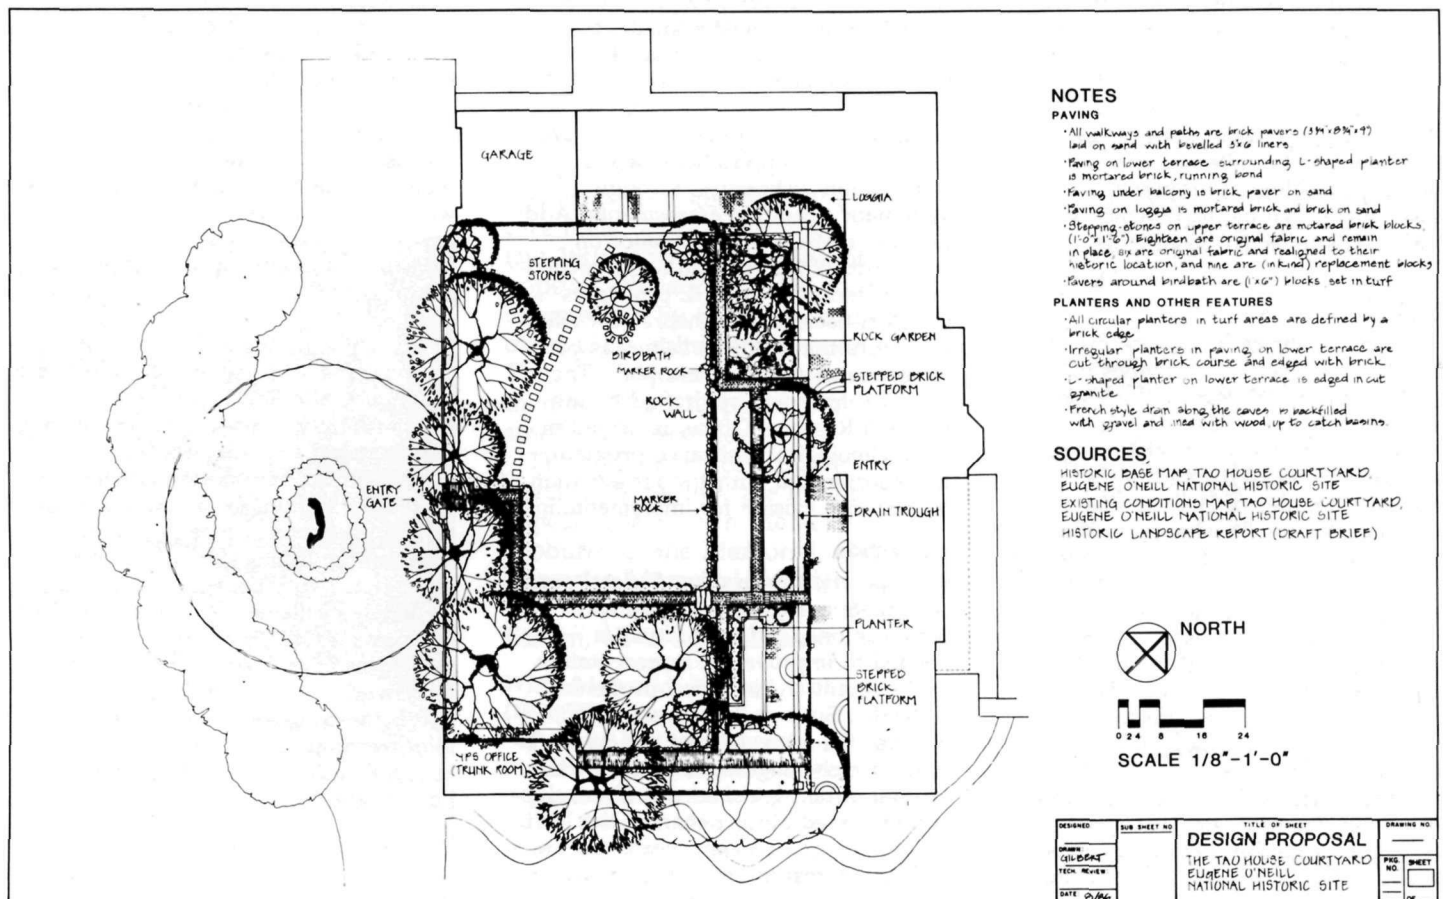 GARAGE
LOGGIA
STEPPING
STONES
BIRDBATH
MARKER ROCK
ROCK
WALL
ROCK GARDEN
STEPPED BRICK
PLATFORM
ENTRY
ENTRY
GATE
MARKER
ROCK
DRAIN TROUGH
PLANTER
STEPPED
BRICK
PLATFORM
NPS OFFICE
(TRUNK ROOM)
NOTES
PAVING
· All walkways and paths are brick pavers
laid on sand with bevelled 3x6 liners
· Paving on lower terrace surrounding L-shaped planter
is mortared brick, running bond
· Paving under balcony is brick paver on sand
· Paving on loggia is mortared brick and brick on sand
· Stepping-stones on upper terrace are mutared brick blocks,
(1'-0"x 1'-6"). Eighteen are original fabric and remain
in place, six are original fabric and realigned to their
historic location, and nine are (in kind) replacement blocks
· Pavers around birdbath are (1'x6") blocks set in turf
PLANTERS AND OTHER FEATURES
· All circular planters in turf areas are defined by a
brick edge
· Irregular planters in paving on lower terrace are
cut through brick course and edged with brick
· L-shaped planter on lower terrace is edged in cut
granite
· French style drain along the eaves is backfilled
with gravel and lined with wood, up to catch basins.
SOURCES
HISTORIC BASE MAP TAO HOUSE COURTYARD,
EUGENE O'NEILL NATIONAL HISTORIC SITE
EXISTING CONDITIONS MAP, TAO HOUSE COURTYARD,
EUGENE O'NEILL NATIONAL HISTORIC SITE
HISTORIC LANDSCAPE REPORT (DRAFT BRIEF)
NORTH
0 2 4 8 16 24
SCALE 1/8"-1'-0"
DESIGNED
DRAWN
GILBERT
TECH. REVIEW
DATE
SUB SHEET NO
TITLE OF SHEET
DESIGN PROPOSAL
THE TAO HOUSE COURTYARD
EUGENE O'NEILL
NATIONAL HISTORIC SITE
DRAWING NO.
PKG.
NO.
SHEET
OF